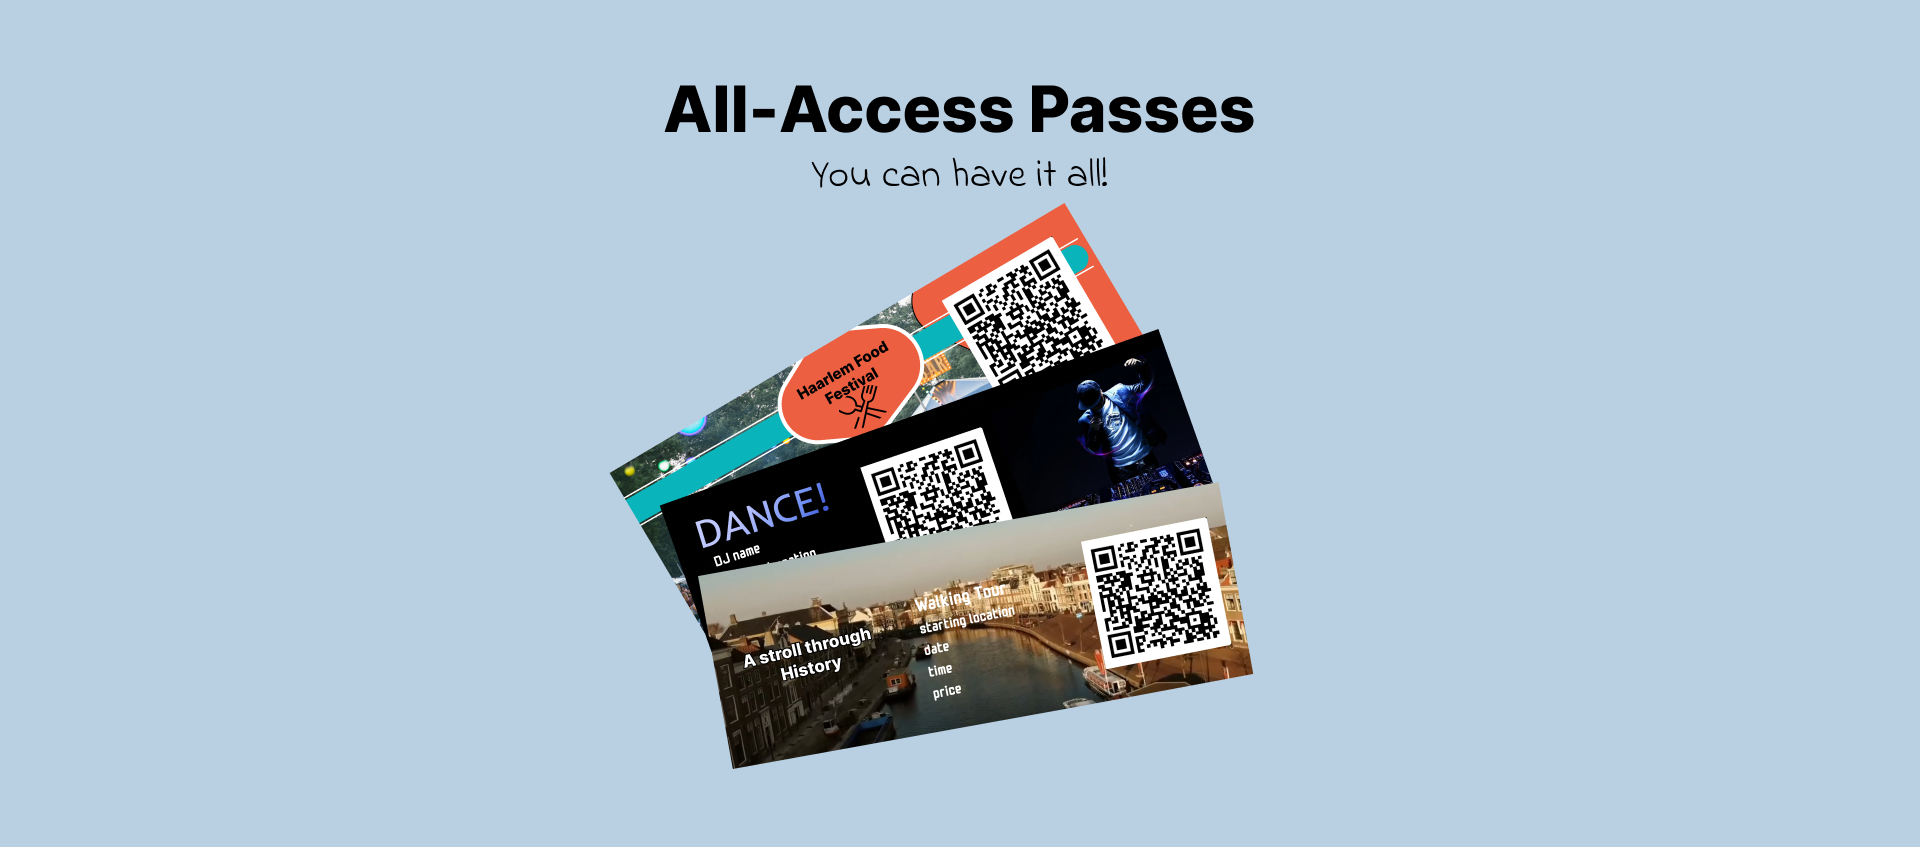 All-Access Passes
You can have it all!
Haarlem Food
Festival
DANCE!
DJ name
A stroll through
History
Walking Tour
starting location
date
time
price